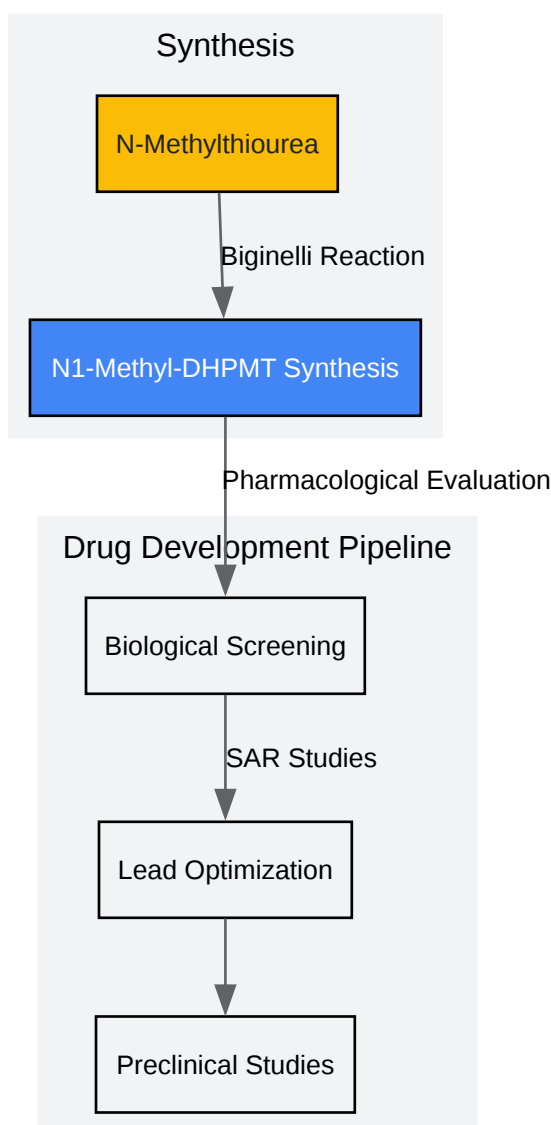 Synthesis
N-Methylthiourea
Biginelli Reaction
N1-Methyl-DHPMT Synthesis
Pharmacological Evaluation
Drug Development Pipeline
Biological Screening
SAR Studies
Lead Optimization
Preclinical Studies